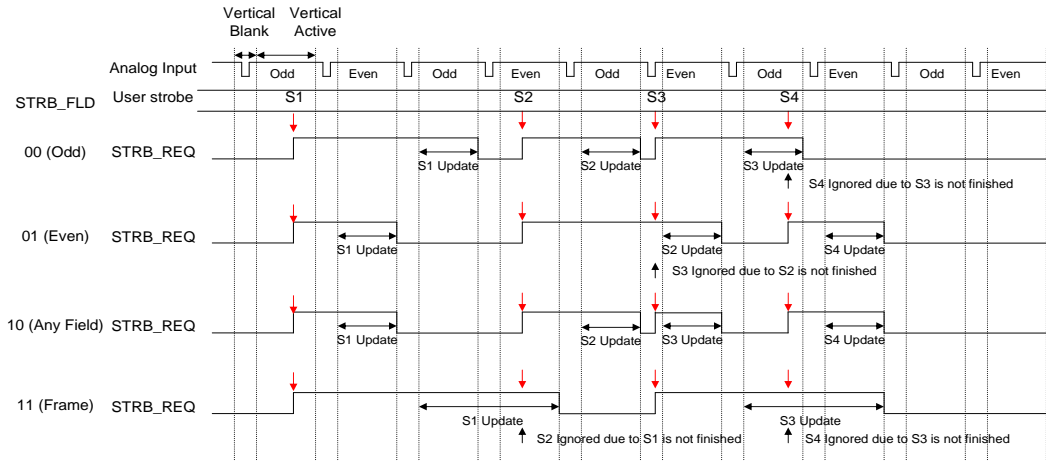 Vertical Blank
Vertical Active
Analog Input
Odd Even Odd Even Odd Even Odd Even Odd Even
STRB_FLD User strobe S1 S2 S3 S4
00 (Odd) STRB_REQ
S1 Update S2 Update S3 Update
S4 Ignored due to S3 is not finished
01 (Even) STRB_REQ
S1 Update S2 Update S4 Update
S3 Ignored due to S2 is not finished
10 (Any Field) STRB_REQ
S1 Update S2 Update S3 Update S4 Update
11 (Frame) STRB_REQ
S1 Update S3 Update
S2 Ignored due to S1 is not finished S4 Ignored due to S3 is not finished